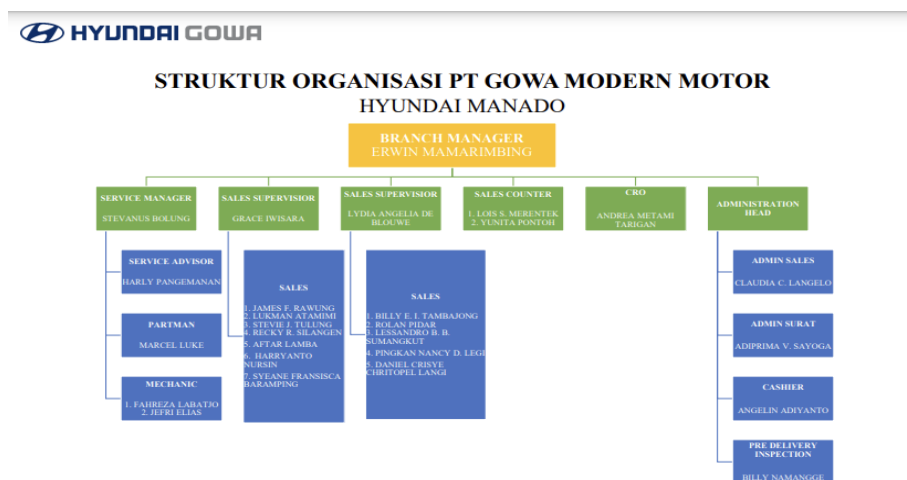 HYUNDAI GOWA
STRUKTUR ORGANISASI PT GOWA MODERN MOTOR
HYUNDAI MANADO
BRANCH MANAGER
ERWIN MAMARIMBING
SERVICE MANAGER
STEVANUS BOLUNG
SALES SUPERVISIOR
GRACE IWISARA
SALES SUPERVISIOR
LYDIA ANGELIA DE
BLOUWE
SALES COUNTER
1. LOIS S. MERENTEK
2. YUNITA PONTOH
CRO
ANDREA METAMI
TARIGAN
ADMINISTRATION
HEAD
SERVICE ADVISOR
HARLY PANGEMANAN
PARTMAN
MARCEL LUKE
MECHANIC
1. FAHREZA LABATJO
2. JEFRI ELIAS
SALES
1. JAMES F. RAWUNG
2. LUKMAN ATAMIMI
3. STEVIE J. TULUNG
4. RECKY R. SILANGEN
5. AFTAR LAMBA
6. HARRYANTO
NURSIN
7. SYEANE FRANSISCA
BARAMPING
SALES
1. BILLY E. I. TAMBAJONG
2. ROLAN PIDAR
3. LESSANDRO B. B.
SUMANGKUT
4. PINGKAN NANCY D. LEGI
5. DANIEL CRISYE
CHRITOPEL LANGI
ADMIN SALES
CLAUDIA C. LANGELO
ADMIN SURAT
ADIPRIMA V. SAYOGA
CASHIER
ANGELIN ADIYANTO
PRE DELIVERY
INSPECTION
BILLY NAMANGGE